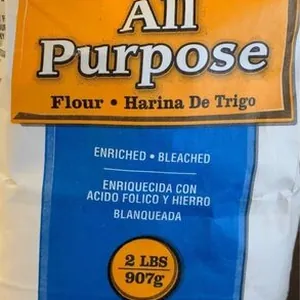 All
Purpose
Flour • Harina De Trigo
ENRICHED • BLEACHED
ENRIQUECIDA CON
ACIDO FOLICO Y HIERRO
BLANQUEADA
2 LBS
907g